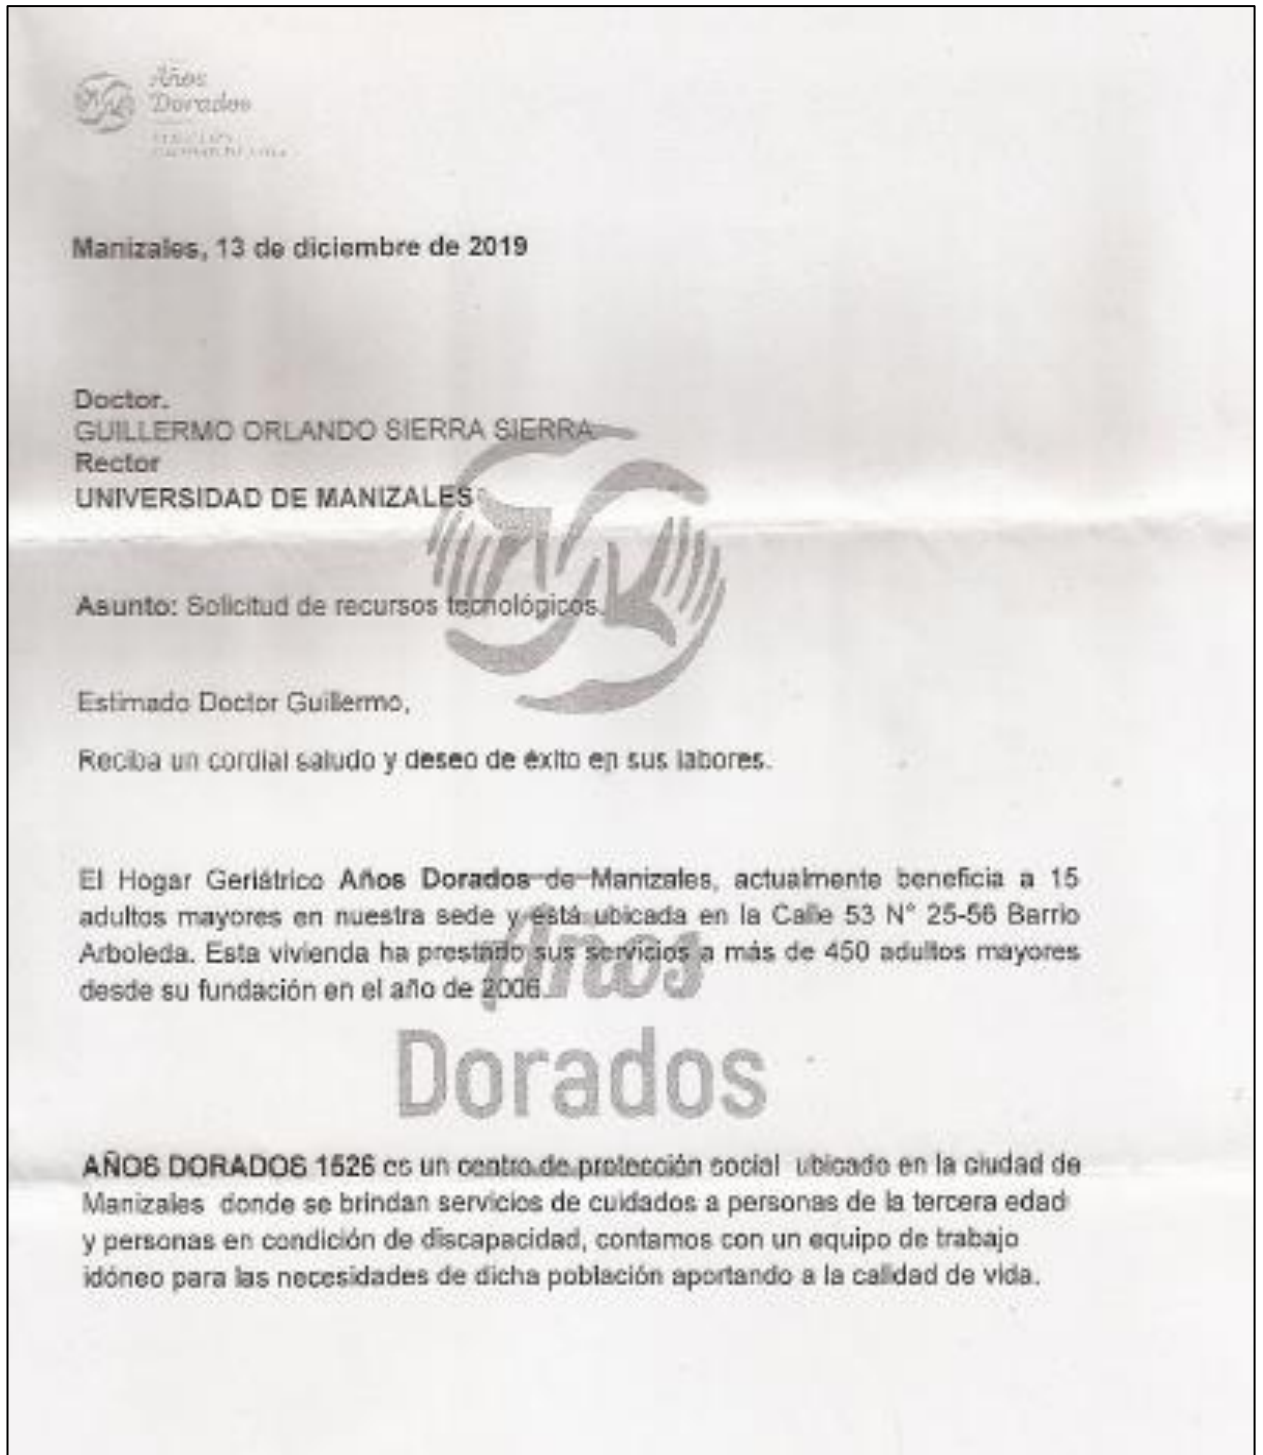 Años
Dorados
Manizales, 13 de diciembre de 2019
Doctor.
GUILLERMO ORLANDO SIERRA SIERRA
Rector
UNIVERSIDAD DE MANIZALES
Asunto: Solicitud de recursos tecnológicos.
Estimado Doctor Guillermo,
Reciba un cordial saludo y deseo de éxito en sus labores.
El Hogar Geriátrico Años Dorados de Manizales, actualmente beneficia a 15
adultos mayores en nuestra sede y está ubicada en la Calle 53 N° 25-56 Barrio
Arboleda. Esta vivienda ha prestado sus servicios a más de 450 adultos mayores
desde su fundación en el año de 2006.
Años
Dorados
AÑOS DORADOS 1526 es un centro de protección social ubicado en la ciudad de
Manizales donde se brindan servicios de cuidados a personas de la tercera edad
y personas en condición de discapacidad, contamos con un equipo de trabajo
idóneo para las necesidades de dicha población aportando a la calidad de vida.